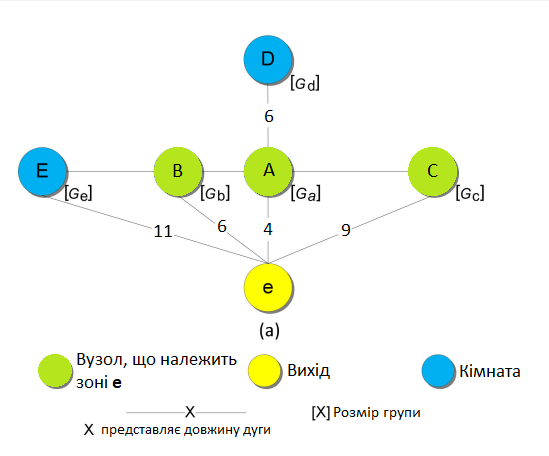 D
[Gd]
6
E
B
A
C
[Ge]
[Gb]
[Ga]
[Gc]
11
6
4
9
e
(a)
Вузол, що належить
зоні e
Вихід
Кімната
X
[X] Розмір групи
X представляє довжину дуги